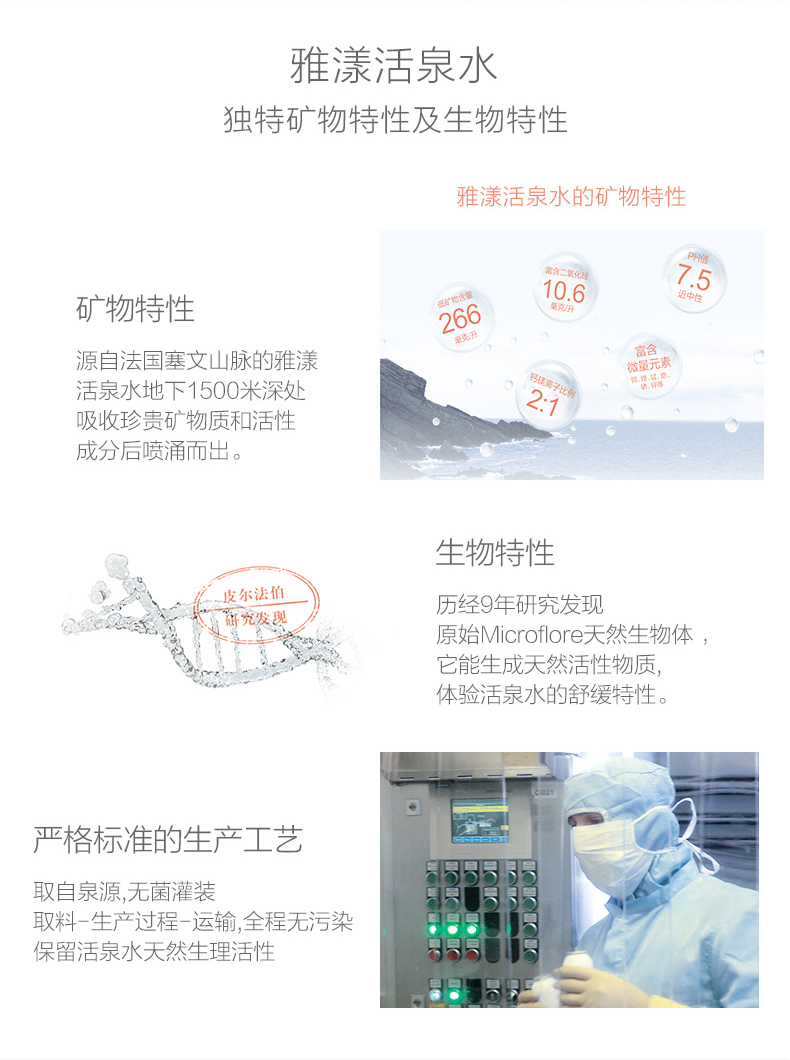 雅漾活泉水
独特矿物特性及生物特性
雅漾活泉水的矿物特性
矿物特性
源自法国塞文山脉的雅漾
活泉水地下1500米深处
吸收珍贵矿物质和活性
成分后喷涌而出。
低矿物含量
266
毫克/升
富含二氧化硅
10.6
毫克/升
PH值
7.5
近中性
钙镁离子比例
2:1
富含
微量元素
生物特性
历经9年研究发现
原始Microflore天然生物体，
它能生成天然活性物质,
体验活泉水的舒缓特性。
皮尔法伯
研究发现
严格标准的生产工艺
取自泉源,无菌灌装
取料-生产过程-运输,全程无污染
保留活泉水天然生理活性